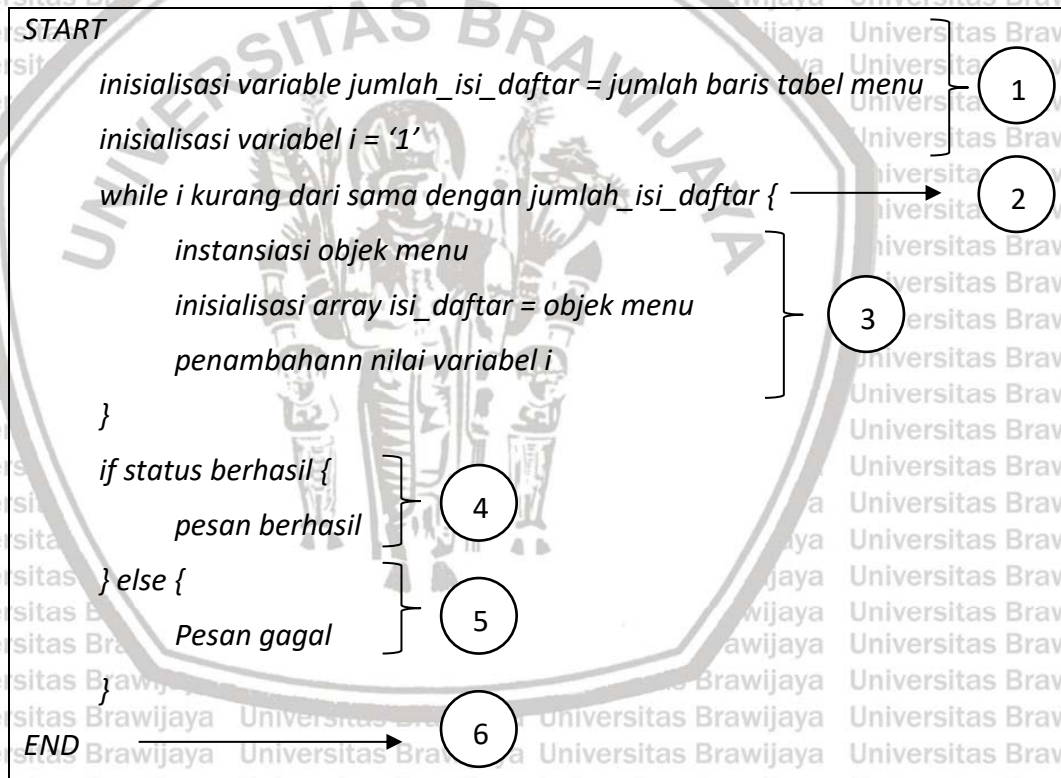 START
inisialisasi variable jumlah_isi_daftar = jumlah baris tabel menu
1
inisialisasi variabel i = ‘1’
while i kurang dari sama dengan jumlah_isi_daftar {
2
instansiasi objek menu
inisialisasi array isi_daftar = objek menu
3
penambahann nilai variabel i
}
if status berhasil {
4
pesan berhasil
} else {
5
Pesan gagal
}
6
END
UNIVERSITAS BRAWIJAYA